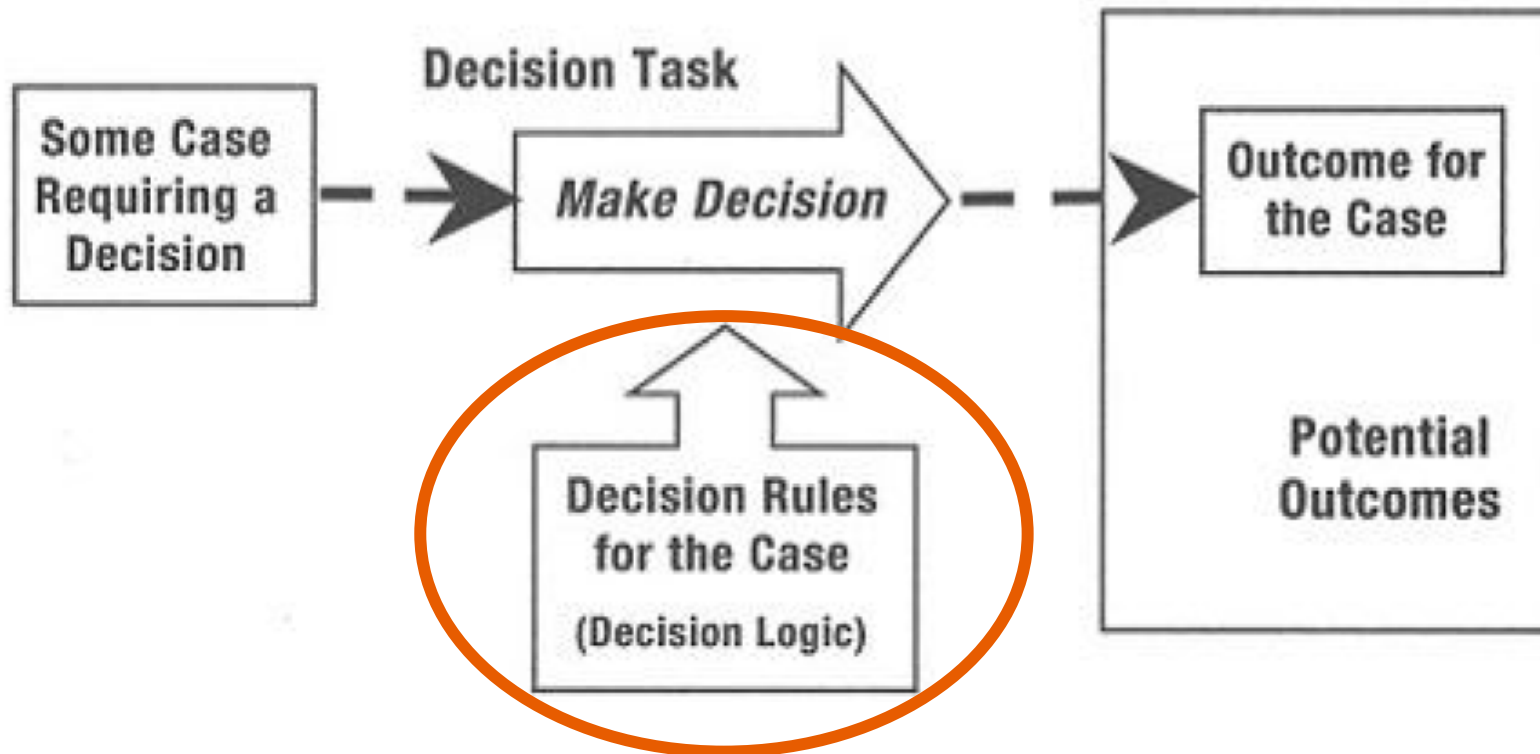 Decision Task
Some Case
Requiring a
Decision
Make Decision
Outcome for
the Case
Decision Rules
for the Case
(Decision Logic)
Potential
Outcomes